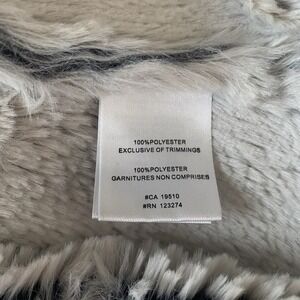 100%POLYESTER
EXCLUSIVE OF TRIMMINGS
100%POLYESTER
GARNITURES NON COMPRISES
#CA 19510
#RN 123274